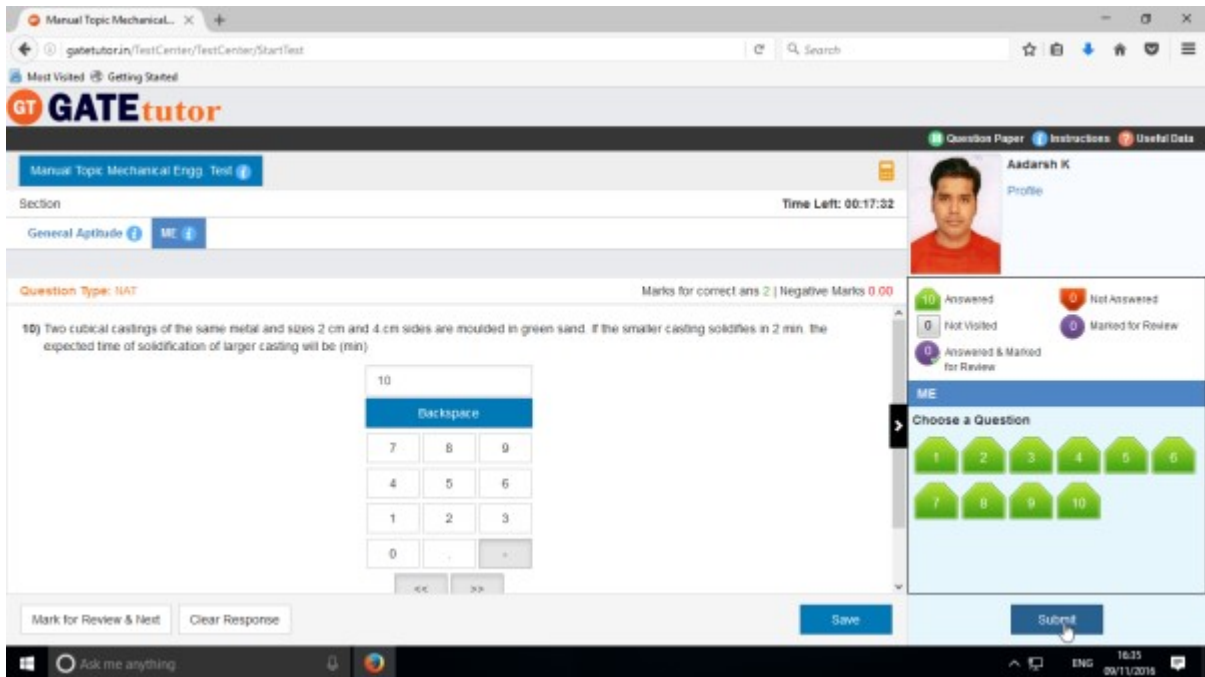 Manual Topic Mechanical...
gatetutor.in/TestCenter/TestCenter/StartTest
Search
Most Visited Getting Started
GT GATEtutor
Question Paper Instructions Useful Data
Manual Topic Mechanical Engg. Test
Aadarsh K
Profile
Section
Time Left: 00:17:32
General Aptitude ME
Question Type: NAT
Marks for correct ans 2 | Negative Marks 0.00
10) Two cubical castings of the same metal and sizes 2 cm and 4 cm sides are moulded in green sand. If the smaller casting solidifies in 2 min. the
expected time of solidification of larger casting will be (min)
10
Backspace
7 8 9
4 5 6
1 2 3
0 .
<< >>
Mark for Review & Next Clear Response Save
10 Answered 0 Not Answered
0 Not Visited 0 Marked for Review
0 Answered & Marked
for Review
ME
Choose a Question
1 2 3 4 5 6
7 8 9 10
Submit
Ask me anything
ENG
16:35
09/11/2016